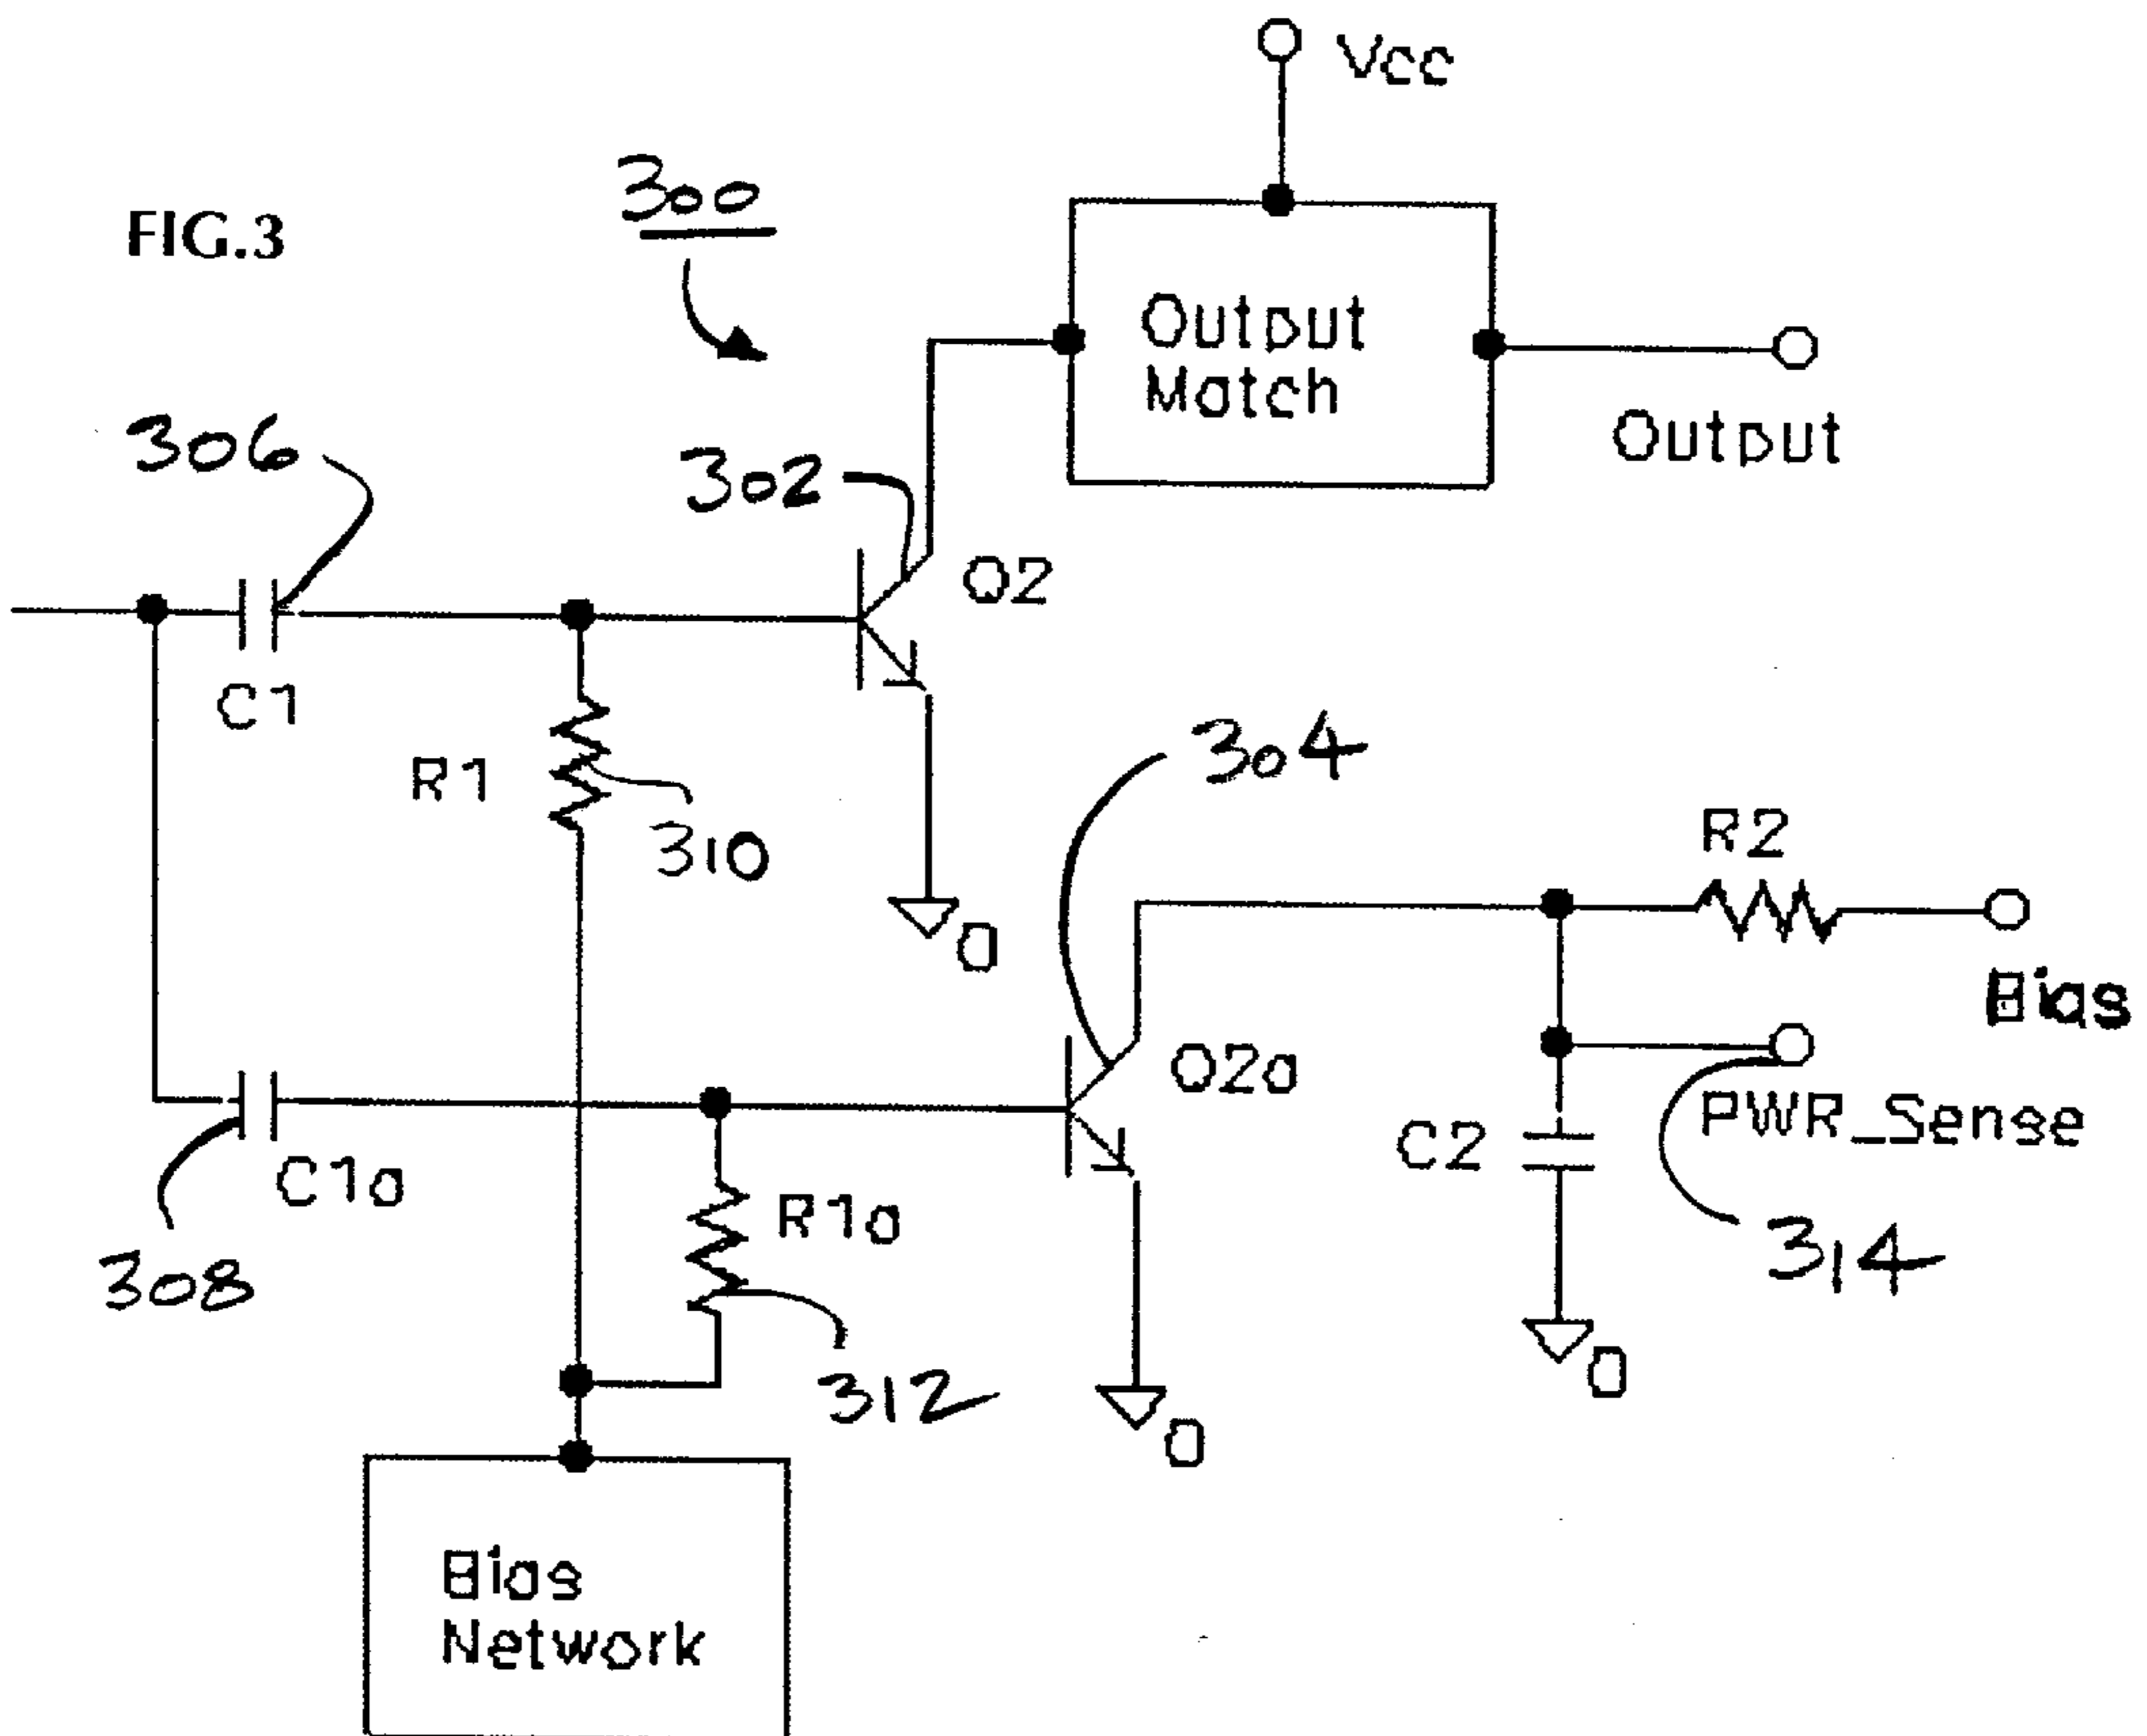 Vcc
300
FIG.3
Output
Match
Output
306
302
Q2
C1
R1
310
304
0
R2
Bias
Q2a
PWR_Sense
C2
C1a
R1a
308
314
312
0
0
Bias
Network